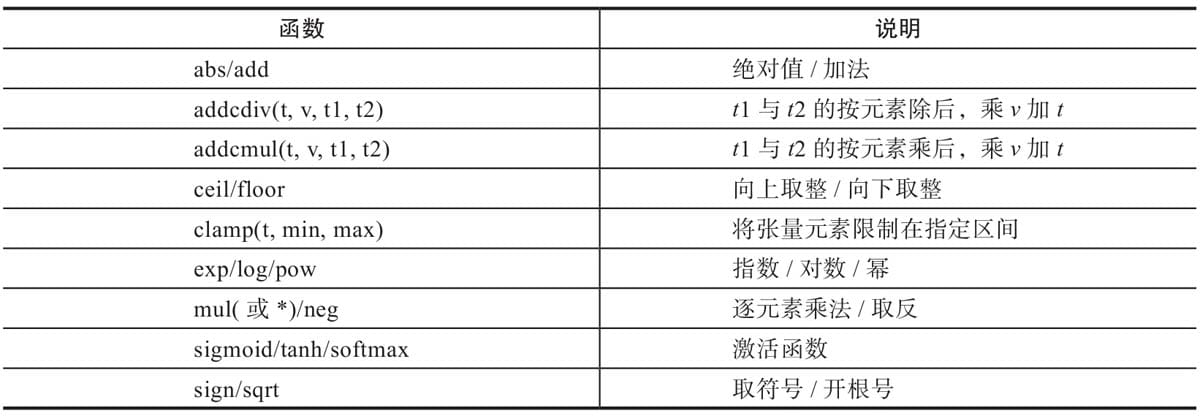 函数 说明
abs/add 绝对值 / 加法
addcdiv(t, v, t1, t2) t1 与 t2 的按元素除后，乘 v 加 t
addcmul(t, v, t1, t2) t1 与 t2 的按元素乘后，乘 v 加 t
ceil/floor 向上取整 / 向下取整
clamp(t, min, max) 将张量元素限制在指定区间
exp/log/pow 指数 / 对数 / 幂
mul( 或 *)/neg 逐元素乘法 / 取反
sigmoid/tanh/softmax 激活函数
sign/sqrt 取符号 / 开根号